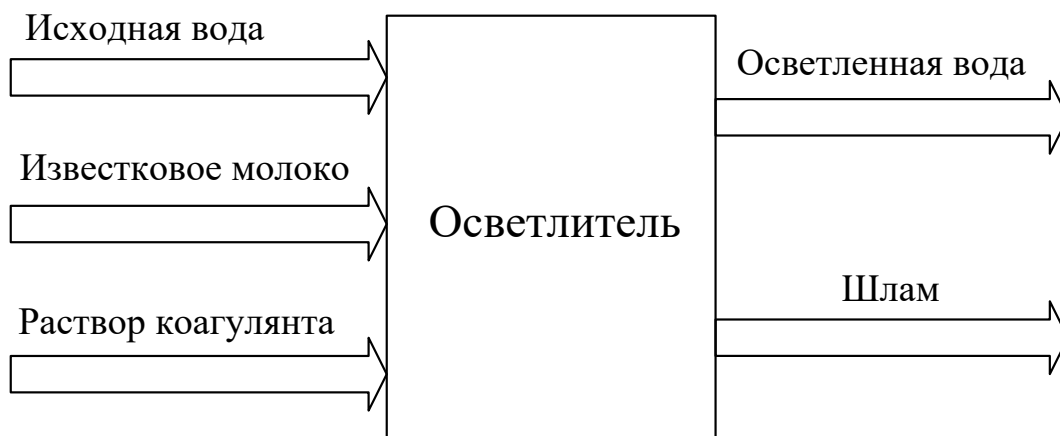 Исходная вода
Осветленная вода
Известковое молоко
Осветлитель
Шлам
Раствор коагулянта